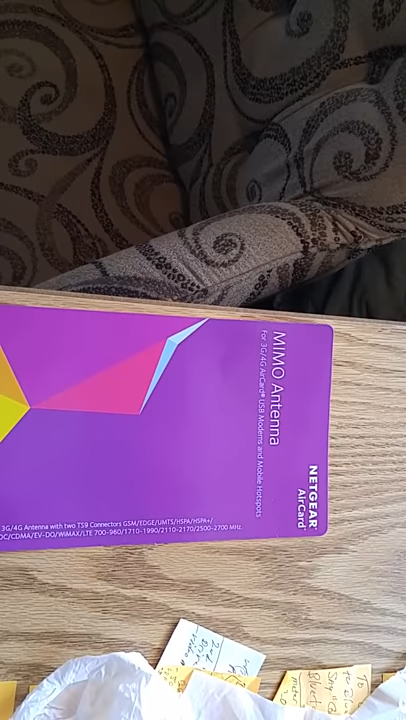 NETGEAR®
AirCard®
MIMO Antenna
For 3G/4G AirCard® USB Modems and Mobile Hotspots
3G/4G Antenna with two TS9 Connectors GSM/EDGE/UMTS/HSPA/HSPA+/
DC/CDMA/EV-DO/WiMAX/LTE 700-960/1710-1990/2110-2170/2500-2700 MHz.
To